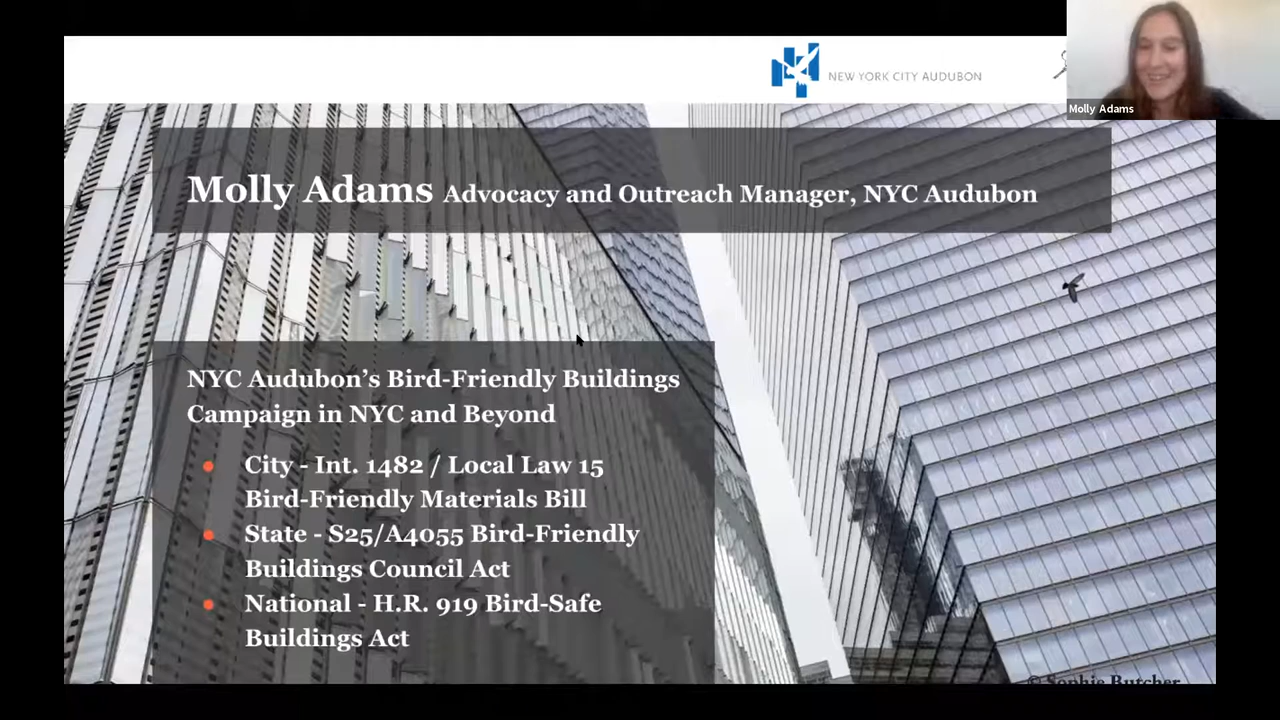 NEW YORK CITY AUDUBON
Molly Adams
Molly Adams Advocacy and Outreach Manager, NYC Audubon
NYC Audubon's Bird-Friendly Buildings
Campaign in NYC and Beyond
City - Int. 1482 / Local Law 15
Bird-Friendly Materials Bill
State - S25/A4055 Bird-Friendly
Buildings Council Act
National - H.R. 919 Bird-Safe
Buildings Act
© Sophie Butcher